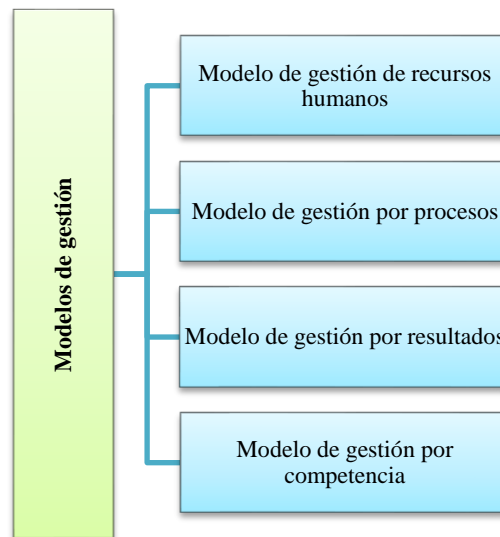 Modelos de gestión
Modelo de gestión de recursos
humanos
Modelo de gestión por procesos
Modelo de gestión por resultados
Modelo de gestión por
competencia